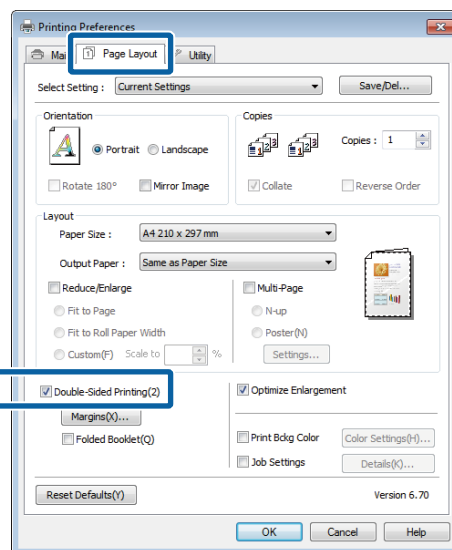 Printing Preferences
Mai Page Layout Utility
Select Setting : Current Settings Save/Del...
Orientation
Portrait Landscape
Rotate 180° Mirror Image
Copies
Copies : 1
Collate Reverse Order
Layout
Paper Size : A4 210 x 297 mm
Output Paper : Same as Paper Size
Reduce/Enlarge
Fit to Page
Fit to Roll Paper Width
Custom(F) Scale to %
Multi-Page
N-up
Poster(N)
Settings...
Double-Sided Printing(2)
Margins(X)...
Folded Booklet(Q)
Optimize Enlargement
Print Bckg Color Color Settings(H)...
Job Settings Details(K)...
Reset Defaults(Y) Version 6.70
OK Cancel Help